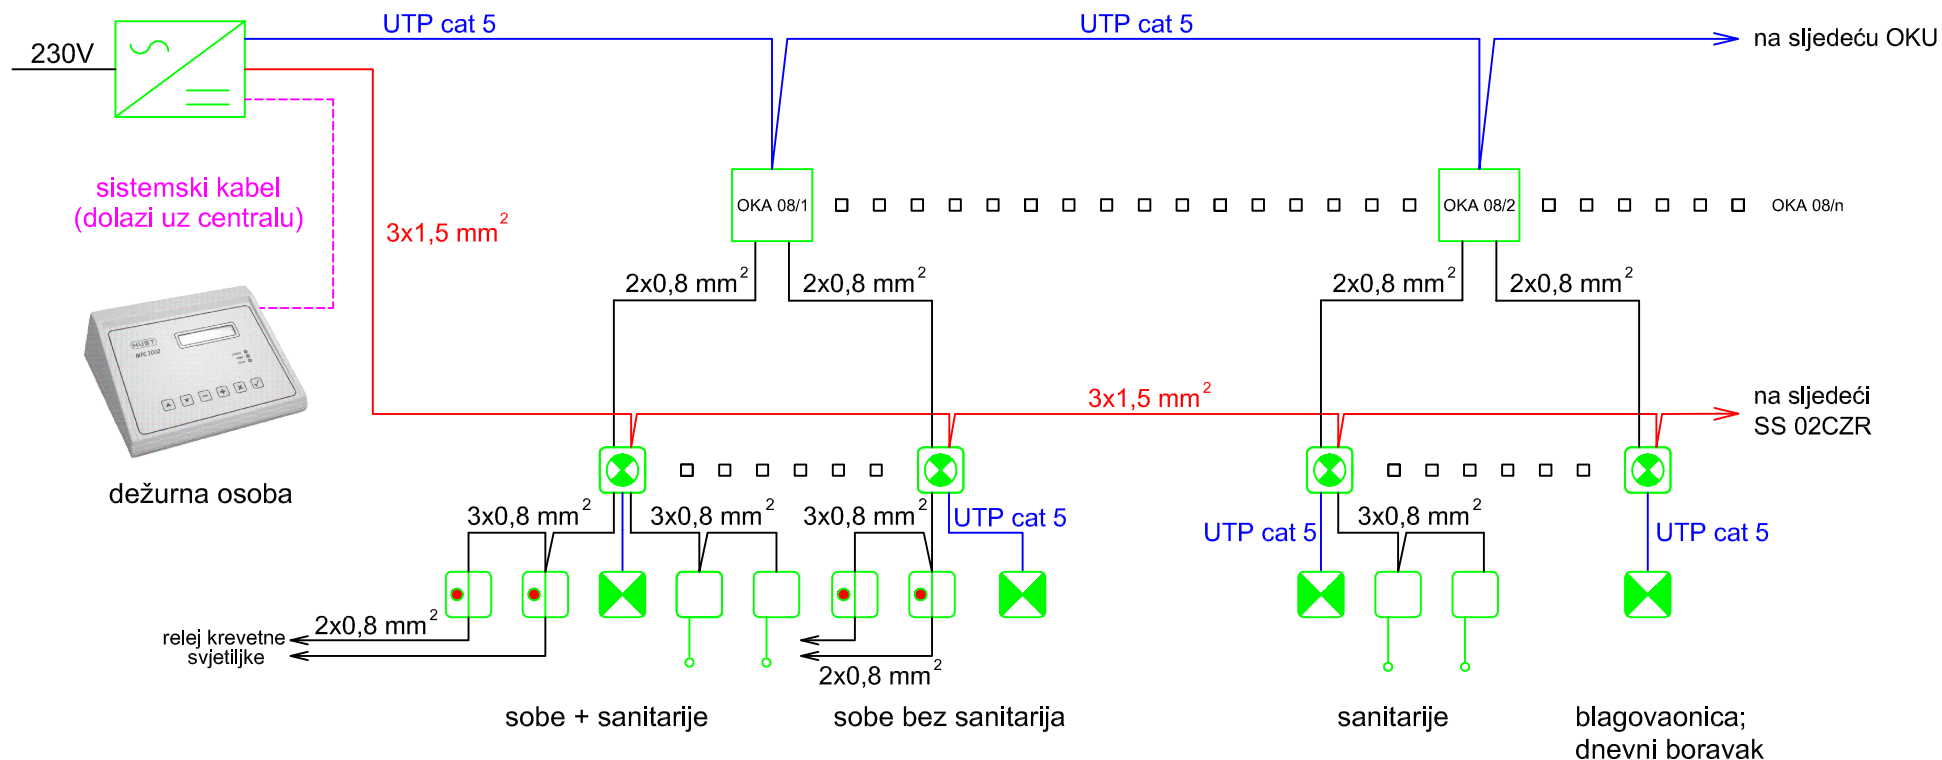 UTP cat 5
UTP cat 5
na sljedeću OKU
230V
sistemski kabel
(dolazi uz centralu)
3x1,5 mm²
OKA 08/1
OKA 08/2
OKA 08/n
2x0,8 mm²
2x0,8 mm²
2x0,8 mm²
2x0,8 mm²
HUST
MPC 2002
3x1,5 mm²
na sljedeći
SS 02CZR
dežurna osoba
3x0,8 mm²
3x0,8 mm²
3x0,8 mm²
UTP cat 5
UTP cat 5
3x0,8 mm²
UTP cat 5
2x0,8 mm²
relej krevetne
svjetiljke
2x0,8 mm²
sobe + sanitarije
sobe bez sanitarija
sanitarije
blagovaonica;
dnevni boravak